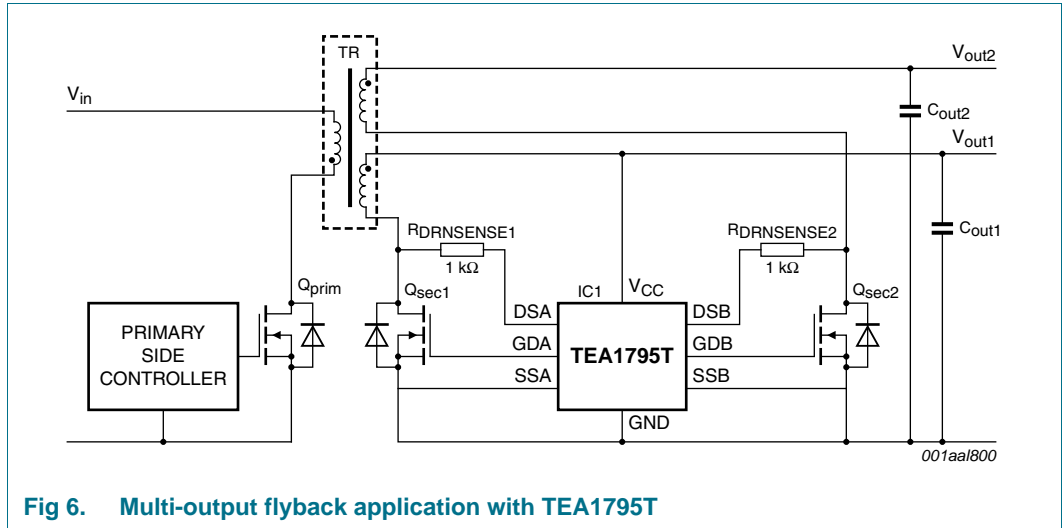 TR
Vout2
Vin
Cout2
Vout1
RDRNSENSE1
RDRNSENSE2
Cout1
1 kΩ
1 kΩ
Qprim
Qsec1
IC1
VCC
Qsec2
DSA
DSB
PRIMARY
SIDE
CONTROLLER
GDA
TEA1795T
GDB
SSA
SSB
GND
001aal800
Fig 6. Multi-output flyback application with TEA1795T